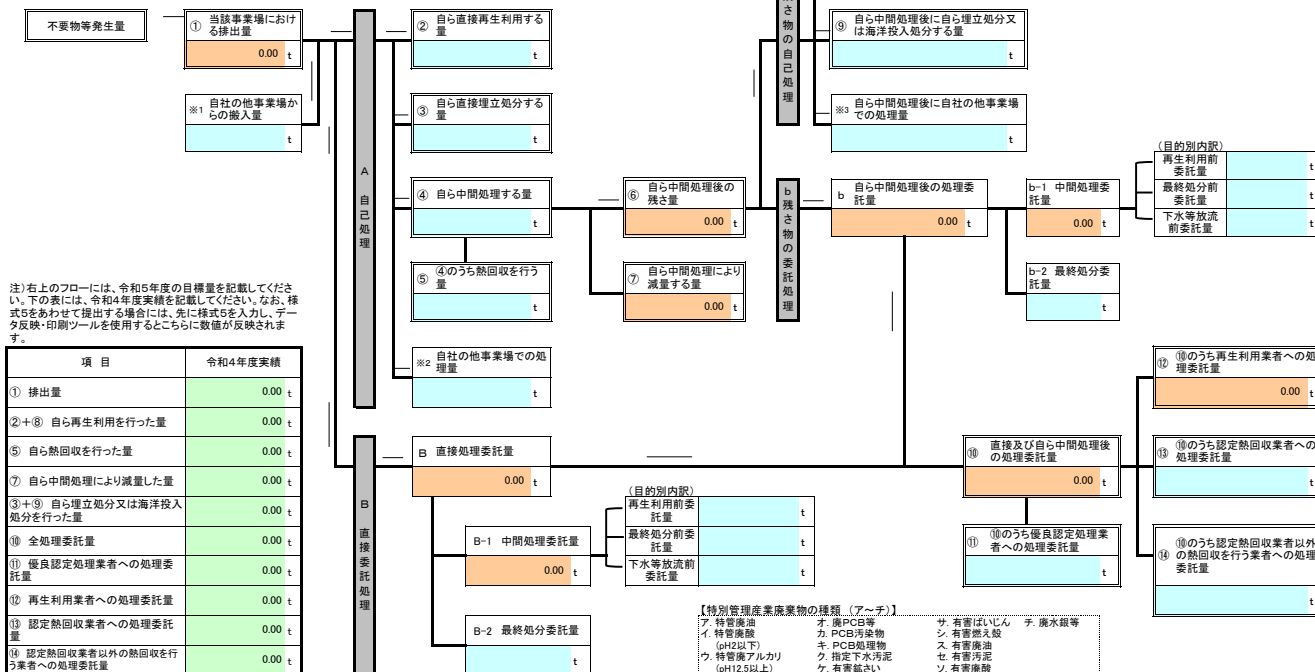 不要物等発生量
① 当該事業場におけ
る排出量
0.00 t
※1 自社の他事業場か
らの搬入量
t
A 自己処理
② 自ら直接再生利用する
量
t
③ 自ら直接埋立処分する
量
t
④ 自ら中間処理する量
t
⑤ ④のうち熱回収を行う
量
t
※2 自社の他事業場での処
理量
t
⑥ 自ら中間処理後の
残さ量
0.00 t
⑦ 自ら中間処理により
減量する量
0.00 t
さ物の自己処理
⑨ 自ら中間処理後に自ら埋立処分又
は海洋投入処分する量
t
※3 自ら中間処理後に自社の他事業場
での処理量
t
b 残さ物の委託処理
b 自ら中間処理後の処理委
託量
0.00 t
b-1 中間処理委
託量
0.00 t
b-2 最終処分委
託量
t
(目的別内訳)
再生利用前
委託量
t
最終処分前
委託量
t
下水等放流
前委託量
t
注)右上のフローには、令和5年度の目標量を記載してくださ
い。下の表には、令和4年度実績を記載してください。なお、様
式5をあわせて提出する場合には、先に様式5を入力し、デー
タ反映・印刷ツールを使用するとこちらに数値が反映されま
す。
項 目 令和4年度実績
① 排出量 0.00 t
②+⑧ 自ら再生利用を行った量 0.00 t
⑤ 自ら熱回収を行った量 0.00 t
⑦ 自ら中間処理により減量した量 0.00 t
③+⑨ 自ら埋立処分又は海洋投入
処分を行った量 0.00 t
⑩ 全処理委託量 0.00 t
⑪ 優良認定処理業者への処理委
託量 0.00 t
⑫ 再生利用業者への処理委託量 0.00 t
⑬ 認定熱回収業者への処理委託
量 0.00 t
⑭ 認定熱回収業者以外の熱回収を行
う業者への処理委託量 0.00 t
B 直接委託処理
B 直接処理委託量
0.00 t
B-1 中間処理委託量
0.00 t
B-2 最終処分委託量
t
(目的別内訳)
再生利用前委
託量
t
最終処分前委
託量
t
下水等放流前
委託量
t
⑩ 直接及び自ら中間処理後
の処理委託量
0.00 t
⑪ ⑩のうち優良認定処理業
者への処理委託量
t
⑫ ⑩のうち再生利用業者への処
理委託量
0.00 t
⑬ ⑩のうち認定熱回収業者への
処理委託量
t
⑭ ⑩のうち認定熱回収業者以外
の熱回収を行う業者への処理
委託量
t
【特別管理産業廃棄物の種類 (ア~チ)】
ア. 特管廃油 オ. 廃PCB等 サ. 有害ばいじん チ. 廃水銀等
イ. 特管廃酸 カ. PCB汚染物 シ. 有害燃え殻
(pH2以下) キ. PCB処理物 ス. 有害廃油
ウ. 特管廃アルカリ ク. 指定下水汚泥 セ. 有害汚泥
(pH12.5以上) ケ. 有害鉱さい ソ. 有害廃酸